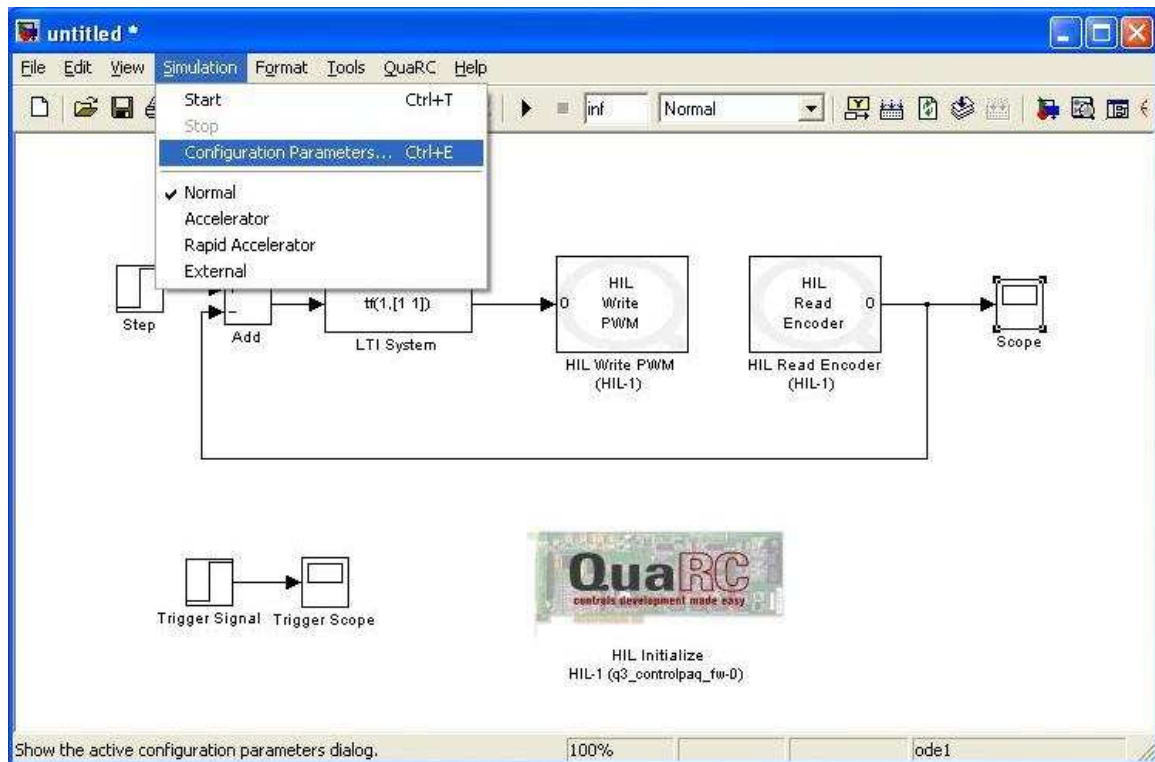 untitled *
File Edit View Simulation Format Tools QuaRC Help
inf Normal
Start Ctrl+T
Stop
Configuration Parameters... Ctrl+E
Normal
Accelerator
Rapid Accelerator
External
Step
−
Add
tf(1,[1 1])
LTI System
0
HIL
Write
PWM
HIL Write PWM
(HIL-1)
HIL
Read
Encoder
0
HIL Read Encoder
(HIL-1)
Scope
Trigger Signal
Trigger Scope
QuaRC
controls development made easy
HIL Initialize
HIL-1 (q3_controlpaq_fw-0)
Show the active configuration parameters dialog. 100% ode1